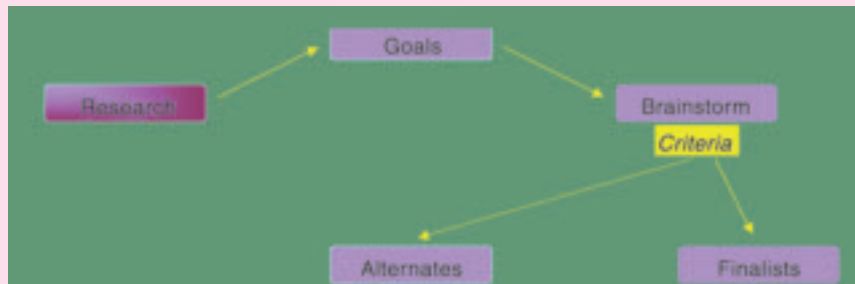 Goals
Research
Brainstorm
Criteria
Alternates
Finalists